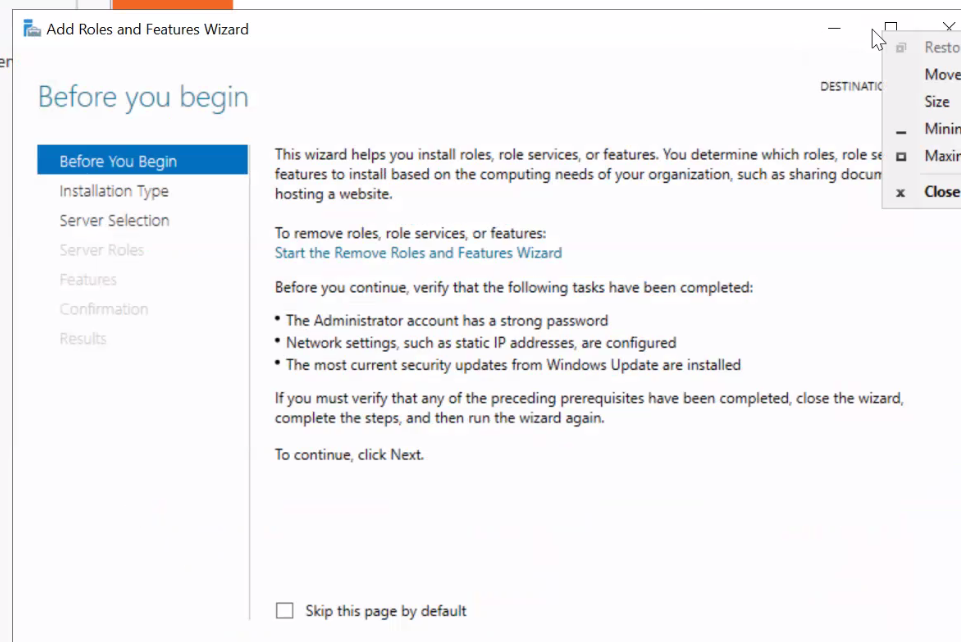 er
Add Roles and Features Wizard
Before you begin
DESTINATIO
Resto
Move
Size
Minin
Maxin
Close
Before You Begin
Installation Type
Server Selection
Server Roles
Features
Confirmation
Results
This wizard helps you install roles, role services, or features. You determine which roles, role se
features to install based on the computing needs of your organization, such as sharing docum
hosting a website.
To remove roles, role services, or features:
Start the Remove Roles and Features Wizard
Before you continue, verify that the following tasks have been completed:
• The Administrator account has a strong password
• Network settings, such as static IP addresses, are configured
• The most current security updates from Windows Update are installed
If you must verify that any of the preceding prerequisites have been completed, close the wizard,
complete the steps, and then run the wizard again.
To continue, click Next.
Skip this page by default